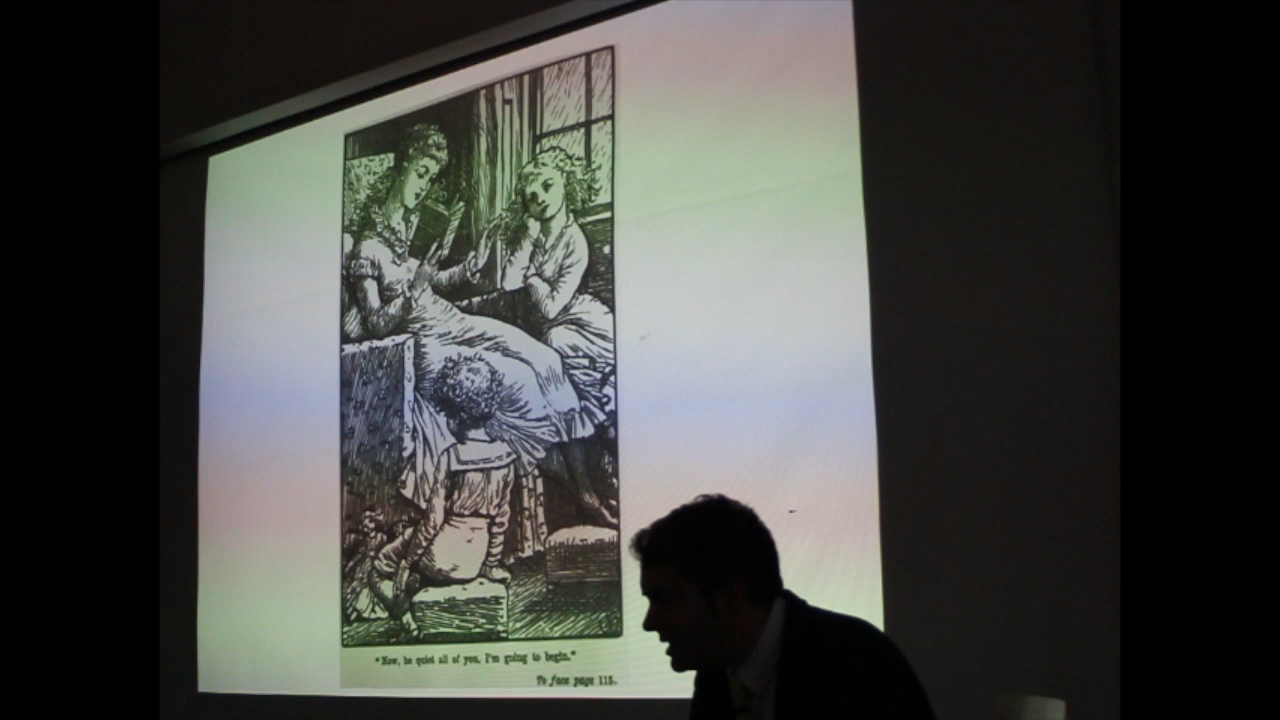 "Now, be quiet all of you, I'm going to begin."
To face page 115.